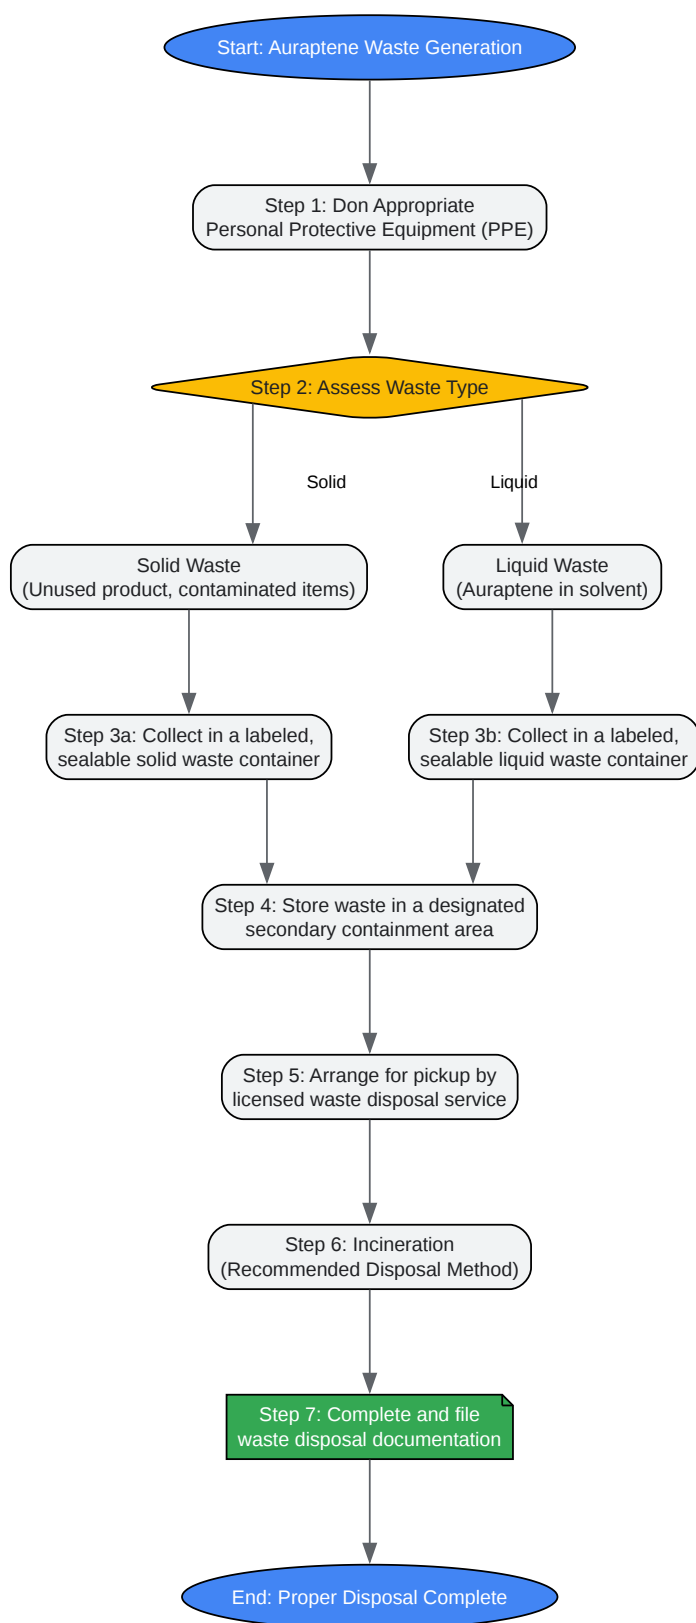 Start: Auraptene Waste Generation
Step 1: Don Appropriate
Personal Protective Equipment (PPE)
Step 2: Assess Waste Type
Solid
Liquid
Solid Waste
(Unused product, contaminated items)
Liquid Waste
(Auraptene in solvent)
Step 3a: Collect in a labeled,
sealable solid waste container
Step 3b: Collect in a labeled,
sealable liquid waste container
Step 4: Store waste in a designated
secondary containment area
Step 5: Arrange for pickup by
licensed waste disposal service
Step 6: Incineration
(Recommended Disposal Method)
Step 7: Complete and file
waste disposal documentation
End: Proper Disposal Complete